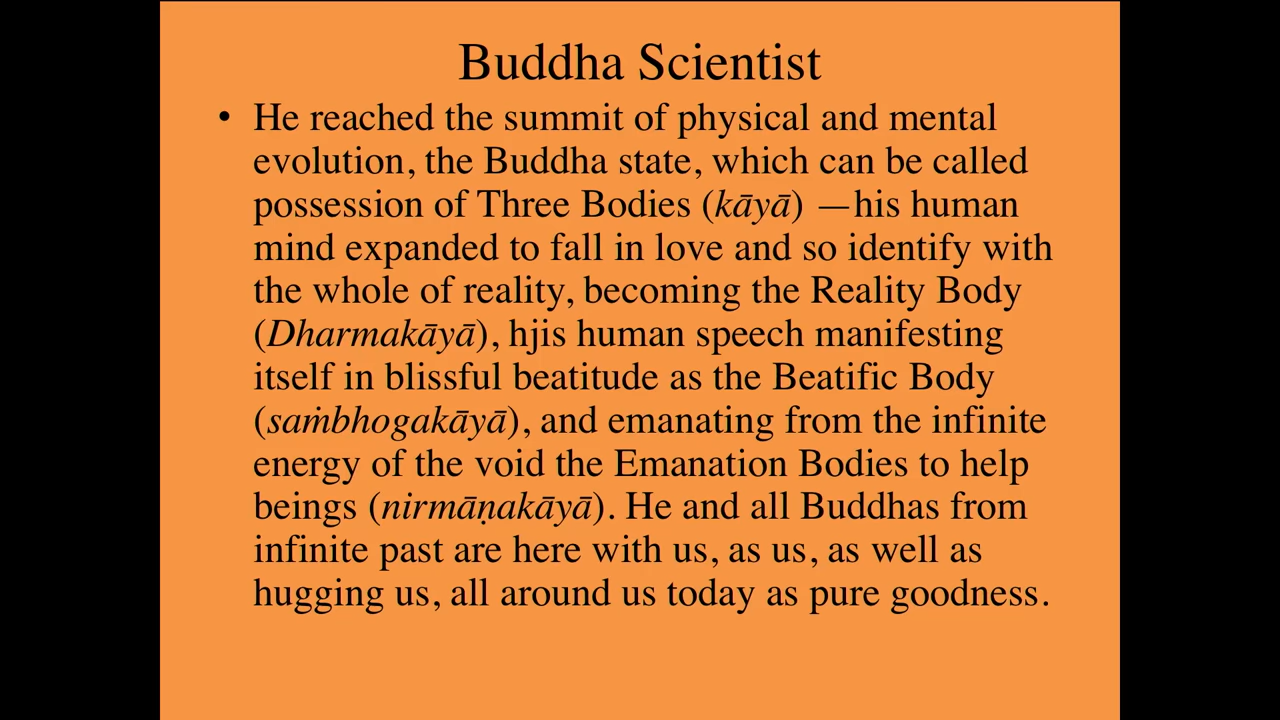 Buddha Scientist
• He reached the summit of physical and mental
evolution, the Buddha state, which can be called
possession of Three Bodies (kāyā) —his human
mind expanded to fall in love and so identify with
the whole of reality, becoming the Reality Body
(Dharmakāyā), hjis human speech manifesting
itself in blissful beatitude as the Beatific Body
(saṁbhogakāyā), and emanating from the infinite
energy of the void the Emanation Bodies to help
beings (nirmāṇakāyā). He and all Buddhas from
infinite past are here with us, as us, as well as
hugging us, all around us today as pure goodness.